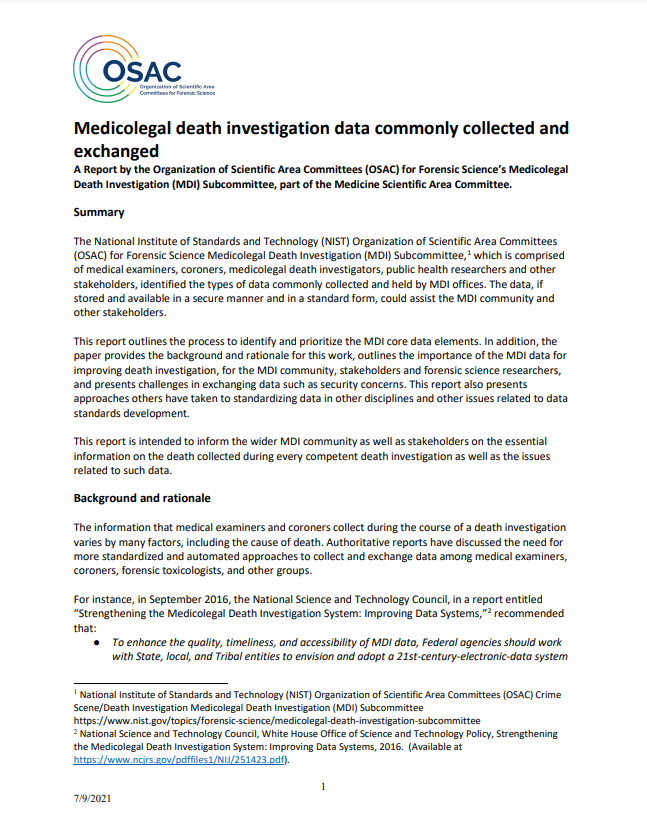 OSAC
Organization of Scientific Area
Committees for Forensic Science
Medicolegal death investigation data commonly collected and
exchanged
A Report by the Organization of Scientific Area Committees (OSAC) for Forensic Science's Medicolegal
Death Investigation (MDI) Subcommittee, part of the Medicine Scientific Area Committee.
Summary
The National Institute of Standards and Technology (NIST) Organization of Scientific Area Committees
(OSAC) for Forensic Science Medicolegal Death Investigation (MDI) Subcommittee,¹ which is comprised
of medical examiners, coroners, medicolegal death investigators, public health researchers and other
stakeholders, identified the types of data commonly collected and held by MDI offices. The data, if
stored and available in a secure manner and in a standard form, could assist the MDI community and
other stakeholders.
This report outlines the process to identify and prioritize the MDI core data elements. In addition, the
paper provides the background and rationale for this work, outlines the importance of the MDI data for
improving death investigation, for the MDI community, stakeholders and forensic science researchers,
and presents challenges in exchanging data such as security concerns. This report also presents
approaches others have taken to standardizing data in other disciplines and other issues related to data
standards development.
This report is intended to inform the wider MDI community as well as stakeholders on the essential
information on the death collected during every competent death investigation as well as the issues
related to such data.
Background and rationale
The information that medical examiners and coroners collect during the course of a death investigation
varies by many factors, including the cause of death. Authoritative reports have discussed the need for
more standardized and automated approaches to collect and exchange data among medical examiners,
coroners, forensic toxicologists, and other groups.
For instance, in September 2016, the National Science and Technology Council, in a report entitled
"Strengthening the Medicolegal Death Investigation System: Improving Data Systems,"² recommended
that:
● To enhance the quality, timeliness, and accessibility of MDI data, Federal agencies should work
with State, local, and Tribal entities to envision and adopt a 21st-century-electronic-data system
¹ National Institute of Standards and Technology (NIST) Organization of Scientific Area Committees (OSAC) Crime
Scene/Death Investigation Medicolegal Death Investigation (MDI) Subcommittee
https://www.nist.gov/topics/forensic-science/medicolegal-death-investigation-subcommittee
² National Science and Technology Council, White House Office of Science and Technology Policy, Strengthening
the Medicolegal Death Investigation System: Improving Data Systems, 2016. (Available at
https://www.ncjrs.gov/pdffiles1/NIJ/251423.pdf).
1
7/9/2021